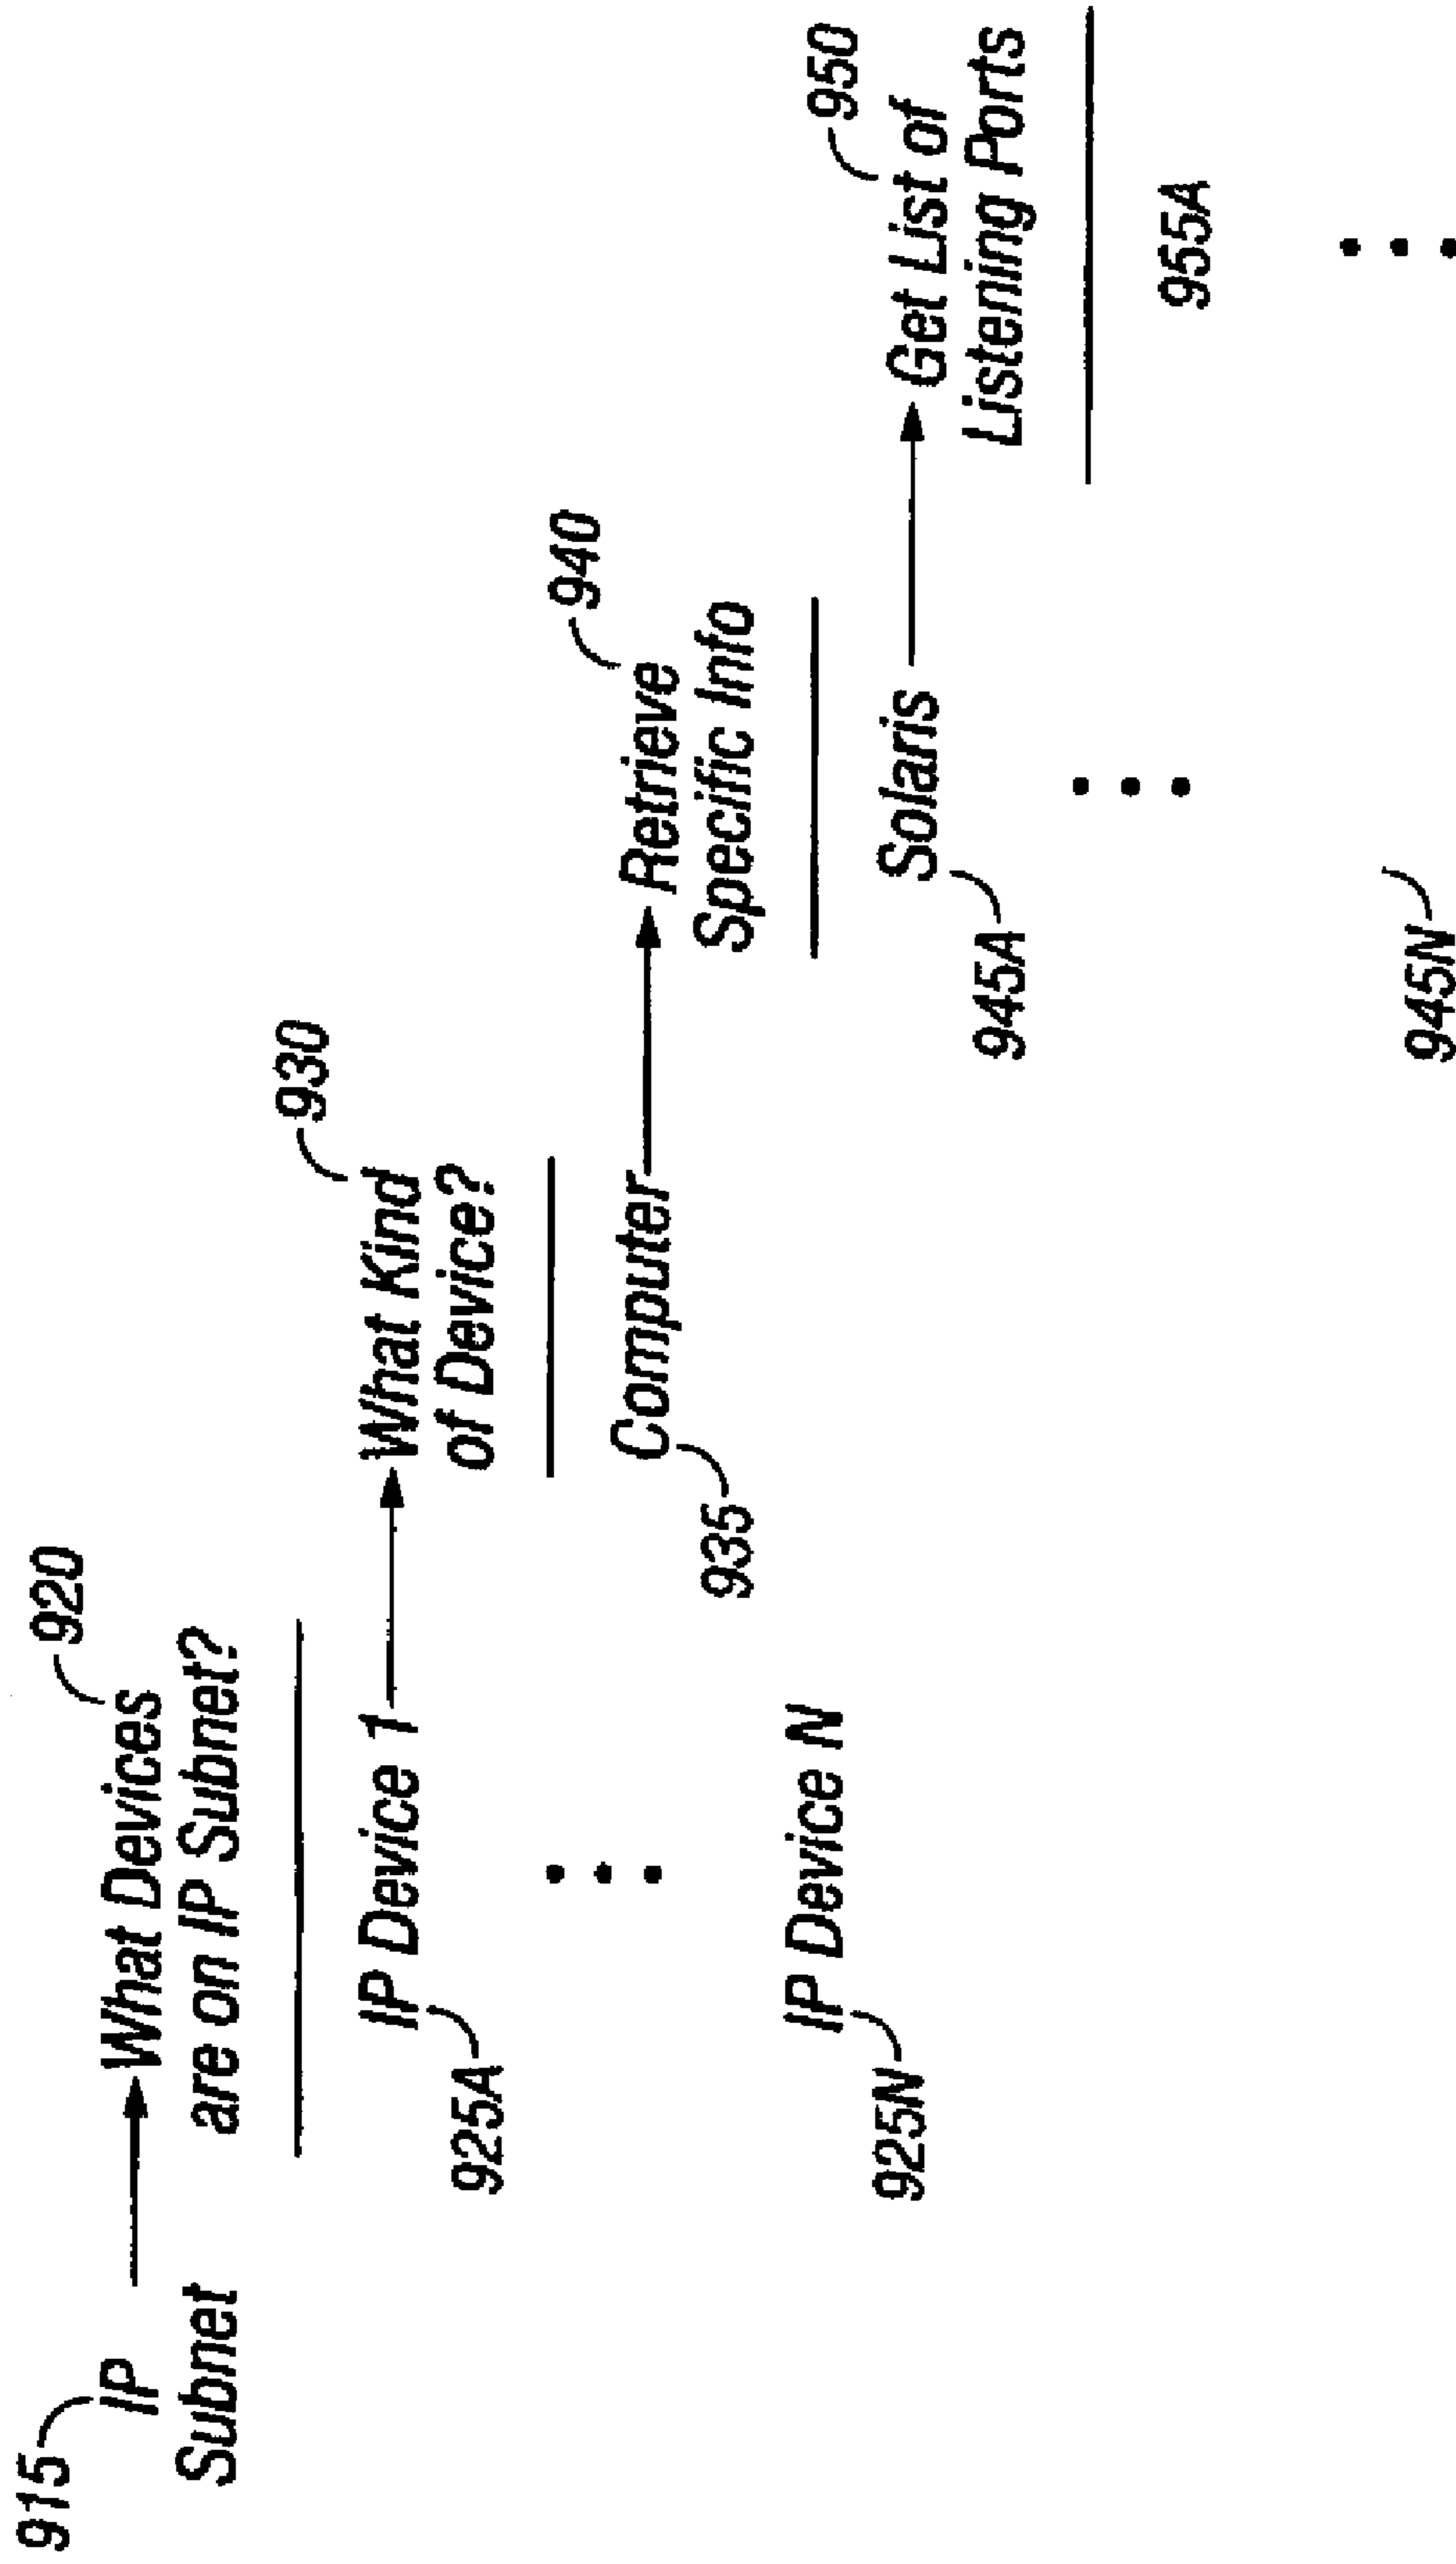 915
IP
Subnet
920
What Devices
are on IP Subnet?
925A
IP Device 1
925N
IP Device N
930
What Kind
of Device?
935
Computer
940
Retrieve
Specific Info
945A
Solaris
945N
950
Get List of
Listening Ports
955A